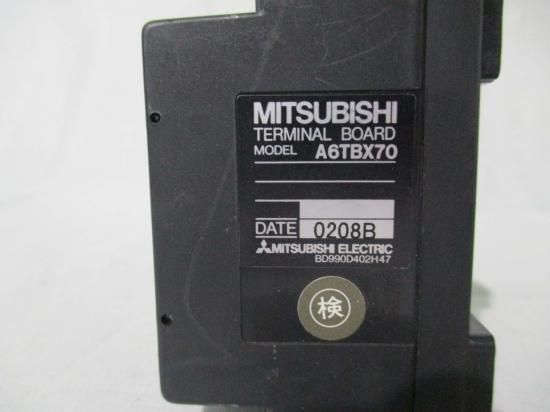 MITSUBISHI
TERMINAL BOARD
MODEL A6TBX70
DATE 0208B
MITSUBISHI ELECTRIC
BD990D402H47
検